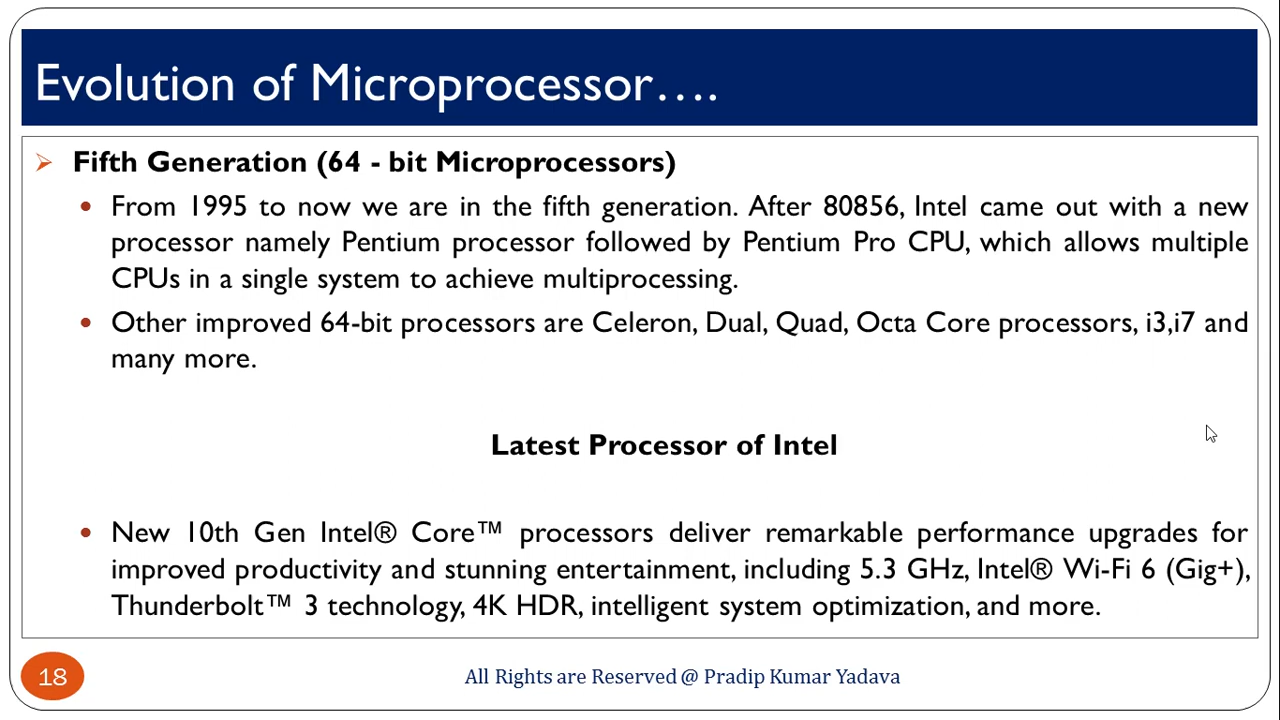 Evolution of Microprocessor….
Fifth Generation (64 - bit Microprocessors)
From 1995 to now we are in the fifth generation. After 80856, Intel came out with a new
processor namely Pentium processor followed by Pentium Pro CPU, which allows multiple
CPUs in a single system to achieve multiprocessing.
Other improved 64-bit processors are Celeron, Dual, Quad, Octa Core processors, i3,i7 and
many more.
Latest Processor of Intel
New 10th Gen Intel® Core™ processors deliver remarkable performance upgrades for
improved productivity and stunning entertainment, including 5.3 GHz, Intel® Wi-Fi 6 (Gig+),
Thunderbolt™ 3 technology, 4K HDR, intelligent system optimization, and more.
18
All Rights are Reserved @ Pradip Kumar Yadava